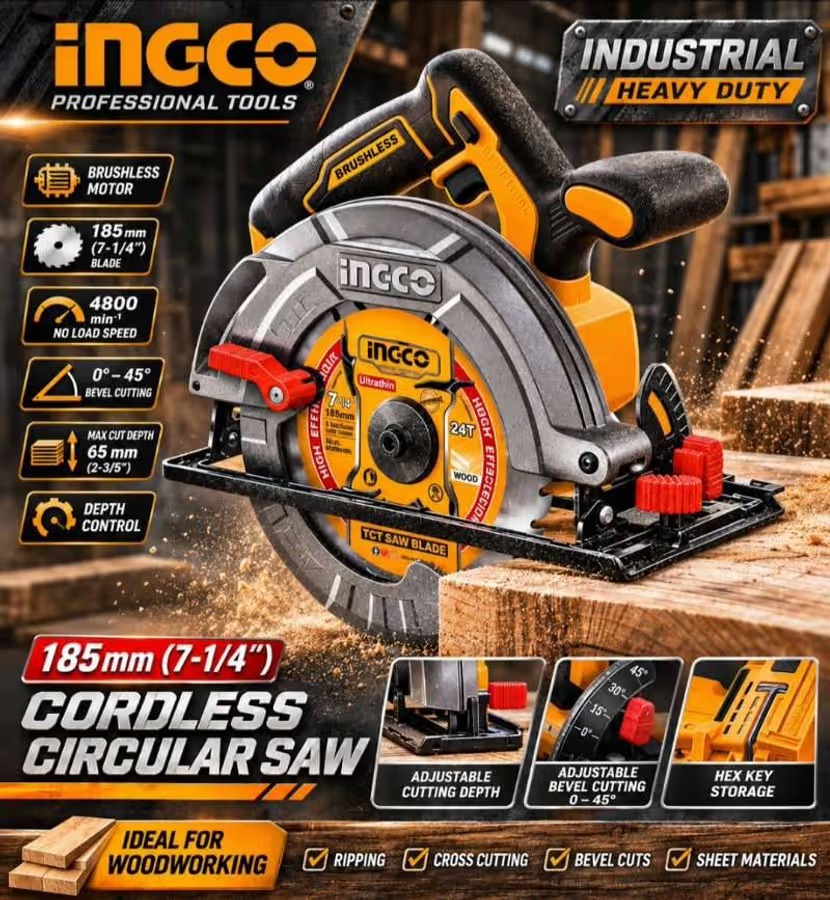 INGCO®
PROFESSIONAL TOOLS
INDUSTRIAL
HEAVY DUTY
BRUSHLESS
MOTOR
185 mm
(7-1/4")
BLADE
4800
min⁻¹
NO LOAD SPEED
0° – 45°
BEVEL CUTTING
MAX CUT DEPTH
65 mm
(2-3/5")
DEPTH
CONTROL
BRUSHLESS
INGCO
INGCO
Ultrathin
185mm
24T
WOOD
TCT SAW BLADE
185mm (7-1/4")
CORDLESS
CIRCULAR SAW
ADJUSTABLE
CUTTING DEPTH
45°
30°
15°
0°
ADJUSTABLE
BEVEL CUTTING
0 – 45°
HEX KEY
STORAGE
IDEAL FOR
WOODWORKING
RIPPING
CROSS CUTTING
BEVEL CUTS
SHEET MATERIALS